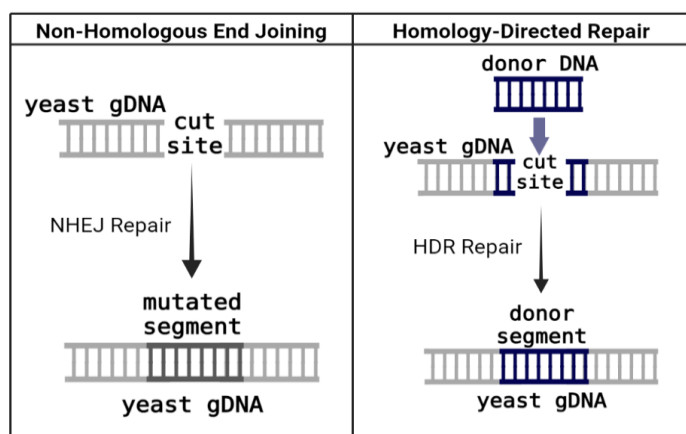 Non-Homologous End Joining
yeast gDNA
cut
site
NHEJ Repair
mutated
segment
yeast gDNA
Homology-Directed Repair
donor DNA
yeast gDNA
cut
site
HDR Repair
donor
segment
yeast gDNA